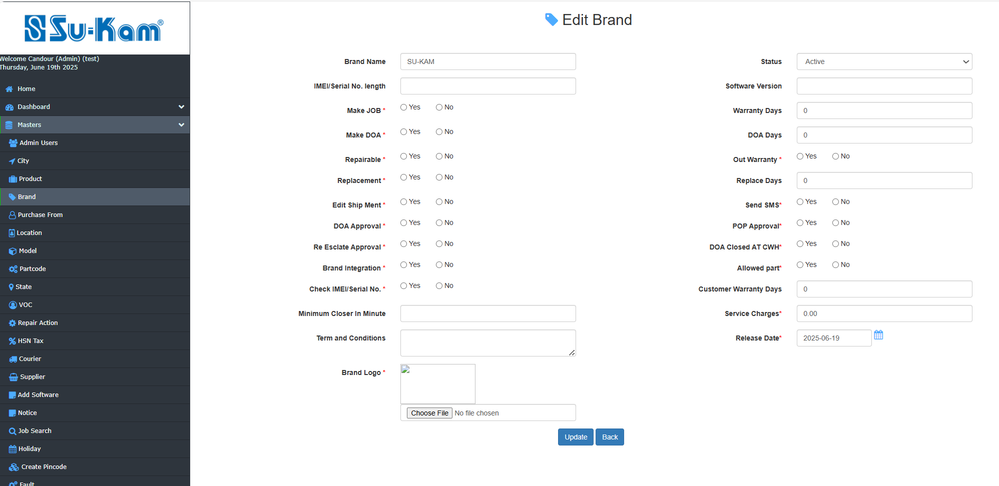 Su-Kam®
Welcome Candour (Admin) (test)
Thursday, June 19th 2025
Home
Dashboard
Masters
Admin Users
City
Product
Brand
Purchase From
Location
Model
Partcode
State
VOC
Repair Action
HSN Tax
Courier
Supplier
Add Software
Notice
Job Search
Holiday
Create Pincode
Fault
Edit Brand
Brand Name SU-KAM Status Active
IMEI/Serial No. length Software Version
Make JOB * Yes No Warranty Days 0
Make DOA * Yes No DOA Days 0
Repairable * Yes No Out Warranty * Yes No
Replacement * Yes No Replace Days 0
Edit Ship Ment * Yes No Send SMS* Yes No
DOA Approval * Yes No POP Approval* Yes No
Re Esclate Approval * Yes No DOA Closed AT CWH* Yes No
Brand Integration * Yes No Allowed part* Yes No
Check IMEI/Serial No. * Yes No Customer Warranty Days 0
Minimum Closer In Minute Service Charges* 0.00
Term and Conditions Release Date* 2025-06-19
Brand Logo *
Choose File No file chosen
Update Back